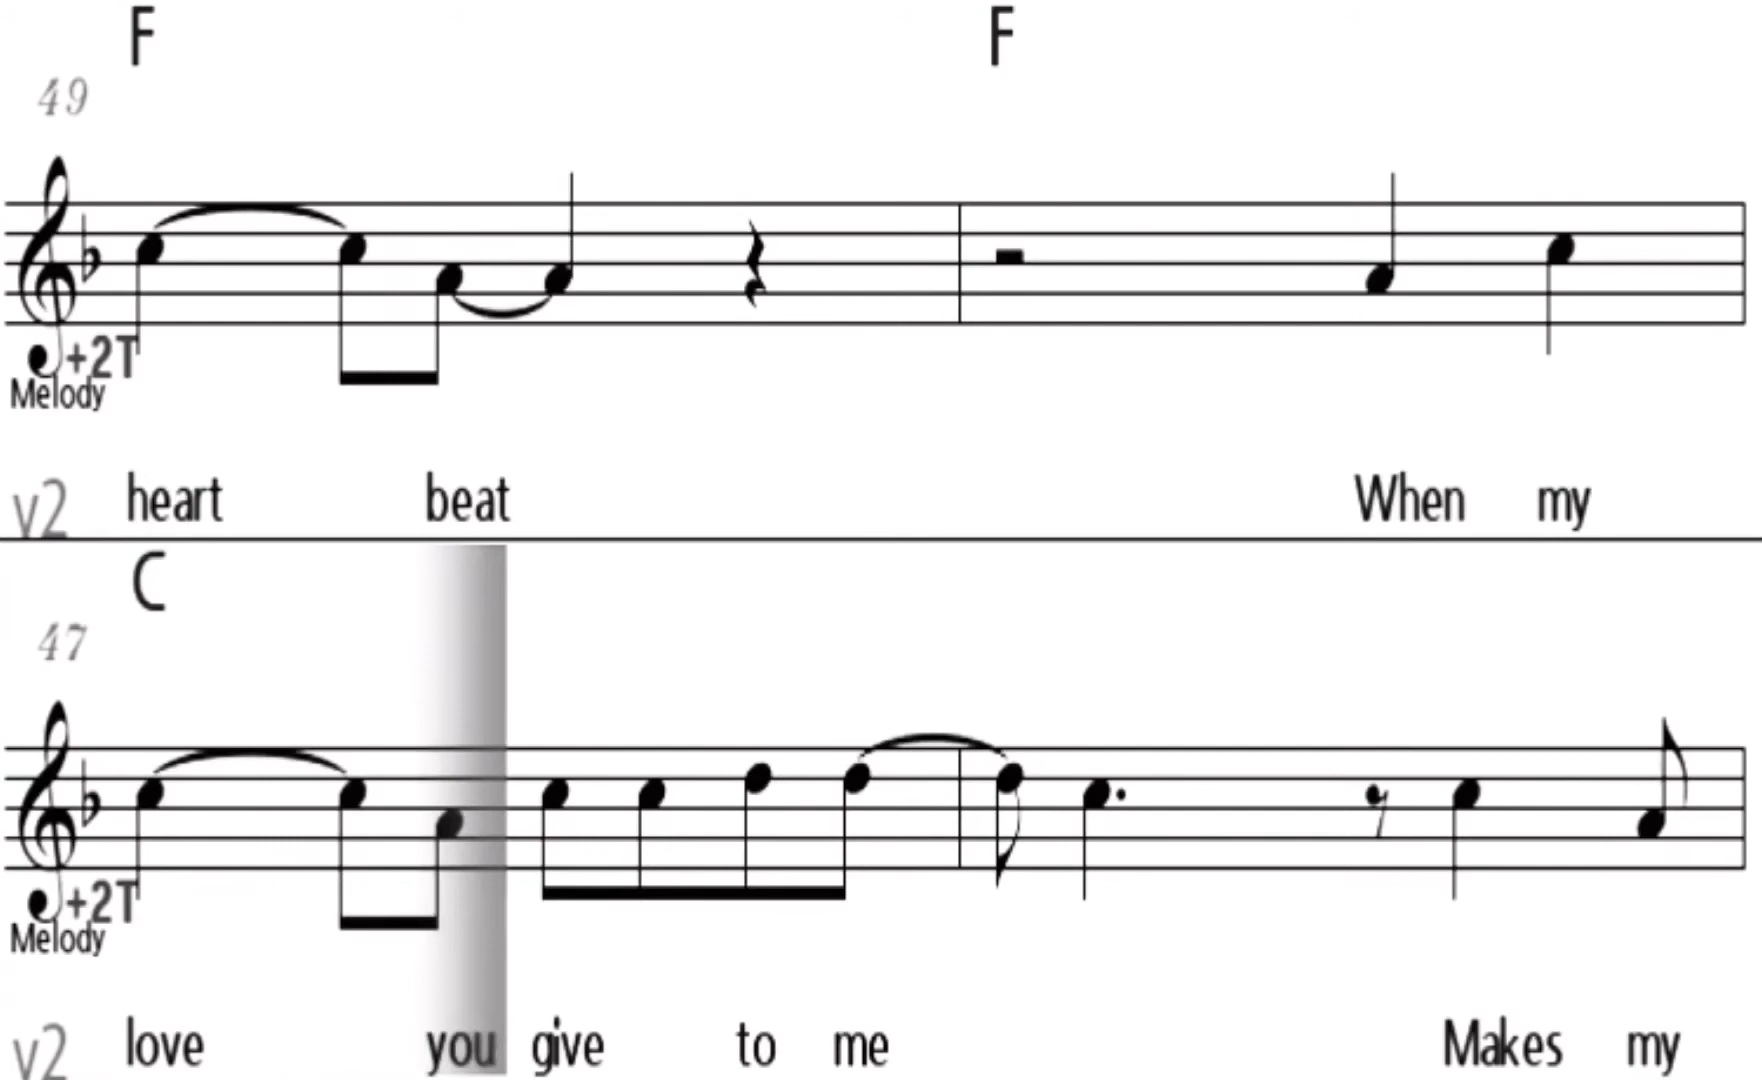 F F
49
+2T
Melody
v2 heart beat When my
C
47
+2T
Melody
v2 love you give to me Makes my